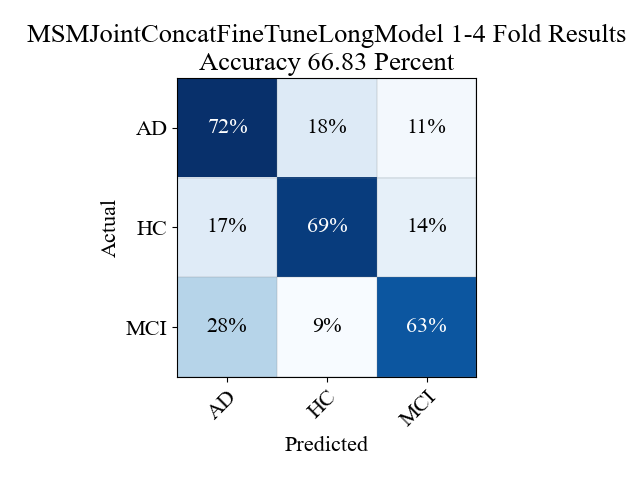 MSMJointConcatFineTuneLongModel 1-4 Fold Results
Accuracy 66.83 Percent
AD 72% 18% 11%
Actual
HC 17% 69% 14%
MCI 28% 9% 63%
AD HC MCI
Predicted